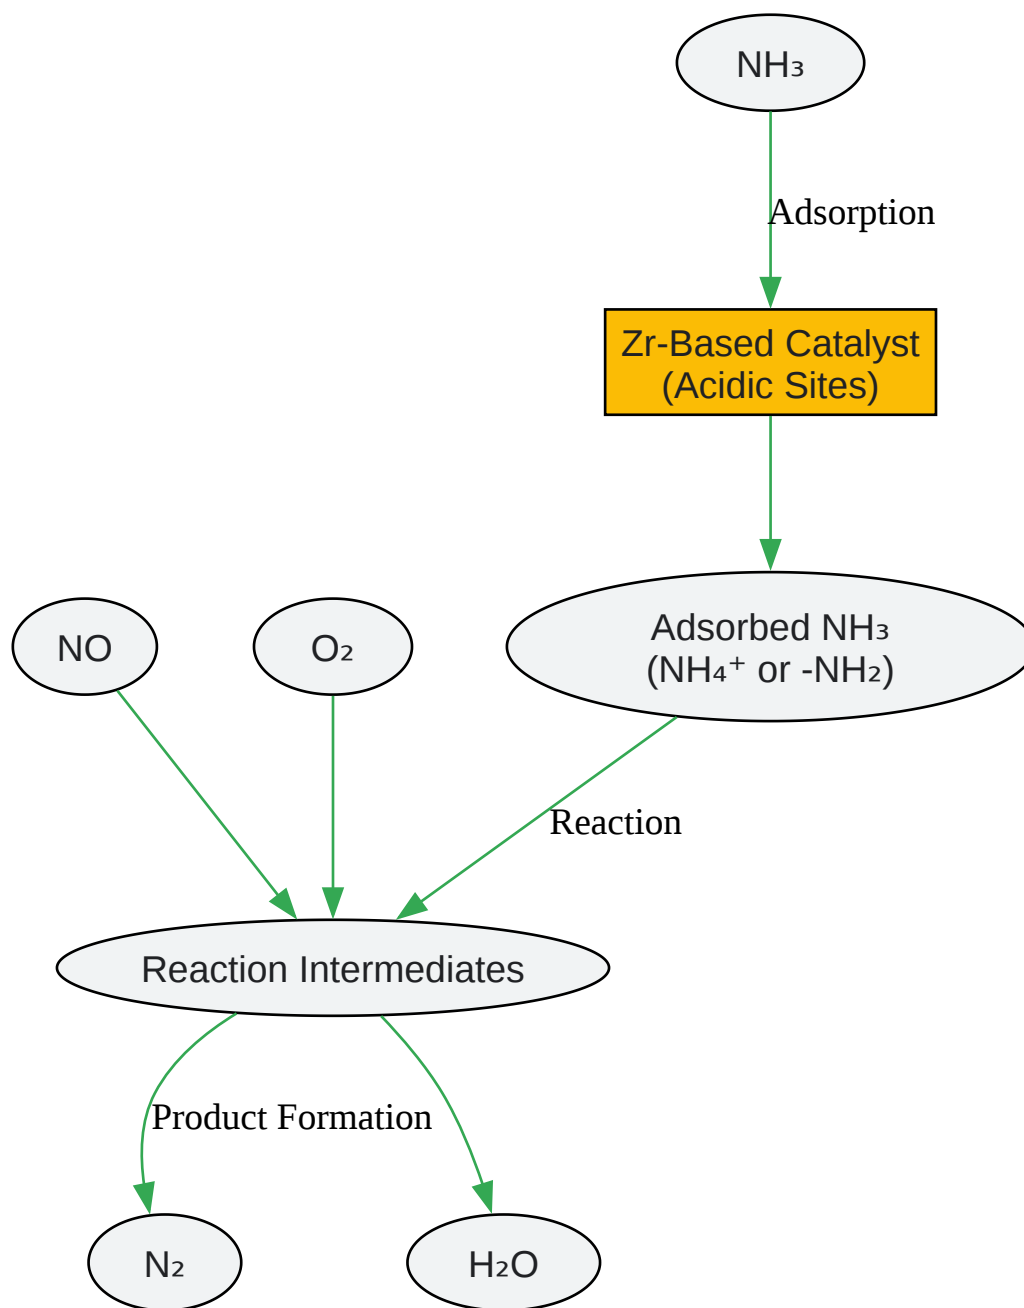 NH₃
Adsorption
Zr-Based Catalyst
(Acidic Sites)
NO
O₂
Adsorbed NH₃
(NH₄⁺ or -NH₂)
Reaction
Reaction Intermediates
Product Formation
N₂
H₂O